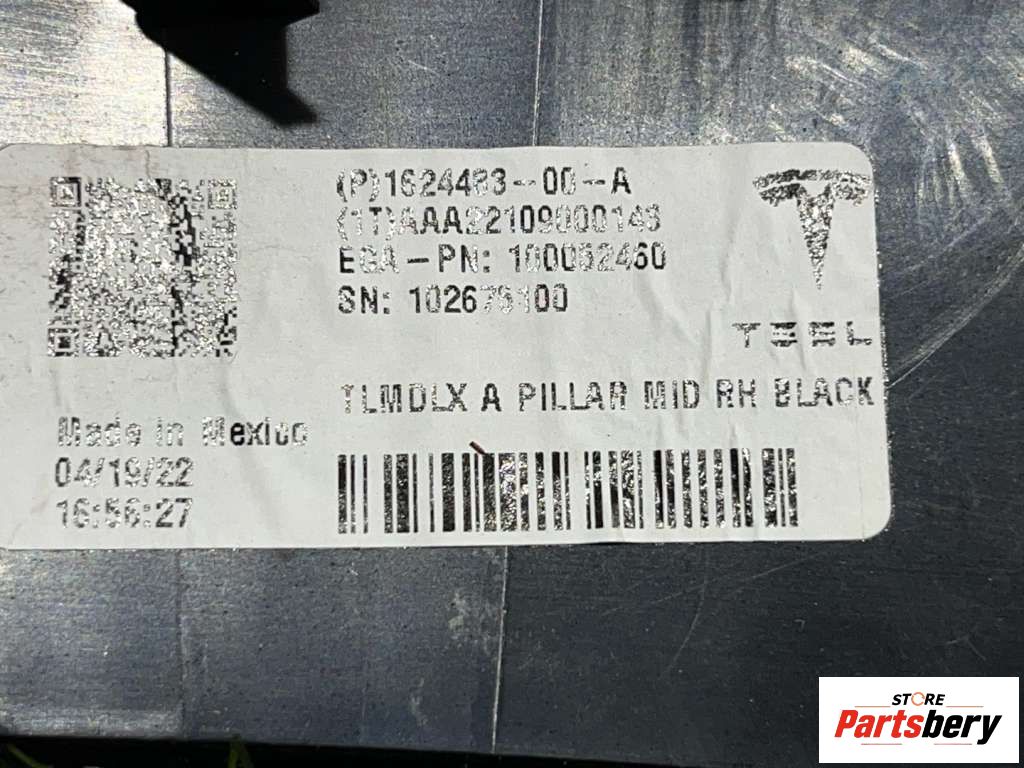 (P)1624483-00-A
(1T)AAA22109000148
EGA-PN: 100052460
SN: 102675100
TESL
TLMDLX A PILLAR MID RH BLACK
Made in Mexico
04/19/22
16:56:27
STORE
Partsbery